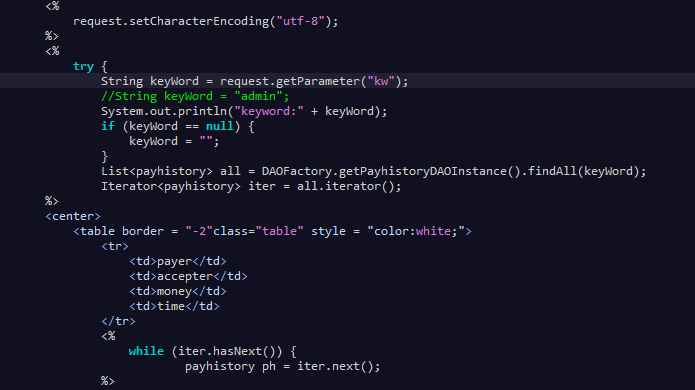 <%
request.setCharacterEncoding("utf-8");
%>
<%
try {
String keyWord = request.getParameter("kw");
//String keyWord = "admin";
System.out.println("keyword:" + keyWord);
if (keyWord == null) {
keyWord = "";
}
List<payhistory> all = DAOFactory.getPayhistoryDAOInstance().findAll(keyWord);
Iterator<payhistory> iter = all.iterator();
%>
<center>
<table border = "-2"class="table" style = "color:white;">
<tr>
<td>payer</td>
<td>accepter</td>
<td>money</td>
<td>time</td>
</tr>
<%
while (iter.hasNext()) {
payhistory ph = iter.next();
%>